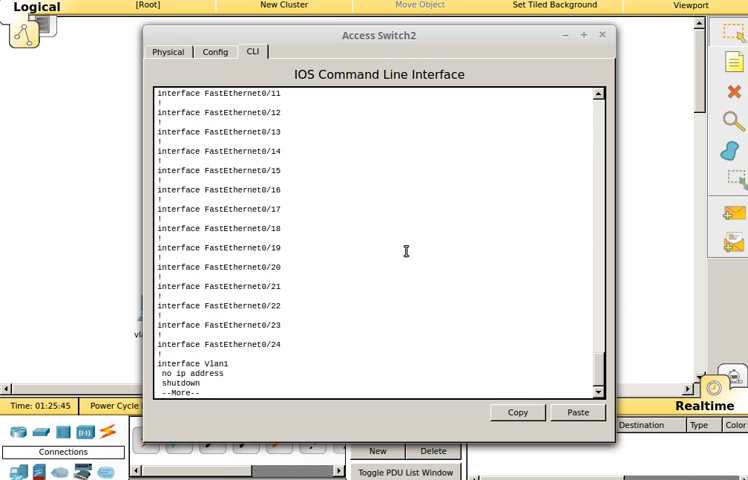 Logical
[Root]
New Cluster
Move Object
Set Tiled Background
Viewport
Access Switch2
Physical
Config
CLI
IOS Command Line Interface
interface FastEthernet0/11
!
interface FastEthernet0/12
!
interface FastEthernet0/13
!
interface FastEthernet0/14
!
interface FastEthernet0/15
!
interface FastEthernet0/16
!
interface FastEthernet0/17
!
interface FastEthernet0/18
!
interface FastEthernet0/19
!
interface FastEthernet0/20
!
interface FastEthernet0/21
!
interface FastEthernet0/22
!
interface FastEthernet0/23
!
interface FastEthernet0/24
!
interface Vlan1
no ip address
shutdown
--More--
Copy
Paste
Time: 01:25:45
Power Cycle
Realtime
Connections
New
Delete
Toggle PDU List Window
Destination
Type
Color